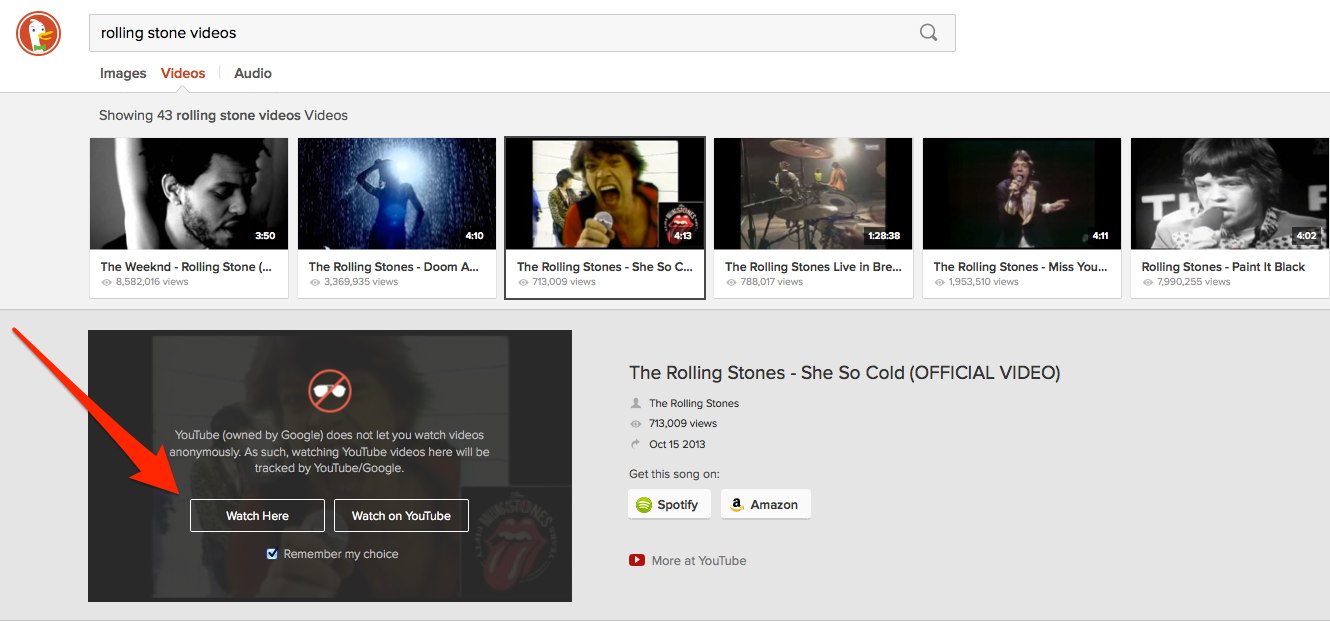 rolling stone videos
Images Videos Audio
Showing 43 rolling stone videos Videos
3:50
The Weeknd - Rolling Stone (...
8,582,016 views
4:10
The Rolling Stones - Doom A...
3,369,935 views
4:13
The Rolling Stones - She So C...
713,009 views
1:28:38
The Rolling Stones Live in Bre...
788,017 views
4:11
The Rolling Stones - Miss You...
1,953,510 views
4:02
Rolling Stones - Paint It Black
7,990,255 views
YouTube (owned by Google) does not let you watch videos
anonymously. As such, watching YouTube videos here will be
tracked by YouTube/Google.
Watch Here
Watch on YouTube
Remember my choice
The Rolling Stones - She So Cold (OFFICIAL VIDEO)
The Rolling Stones
713,009 views
Oct 15 2013
Get this song on:
Spotify
Amazon
More at YouTube